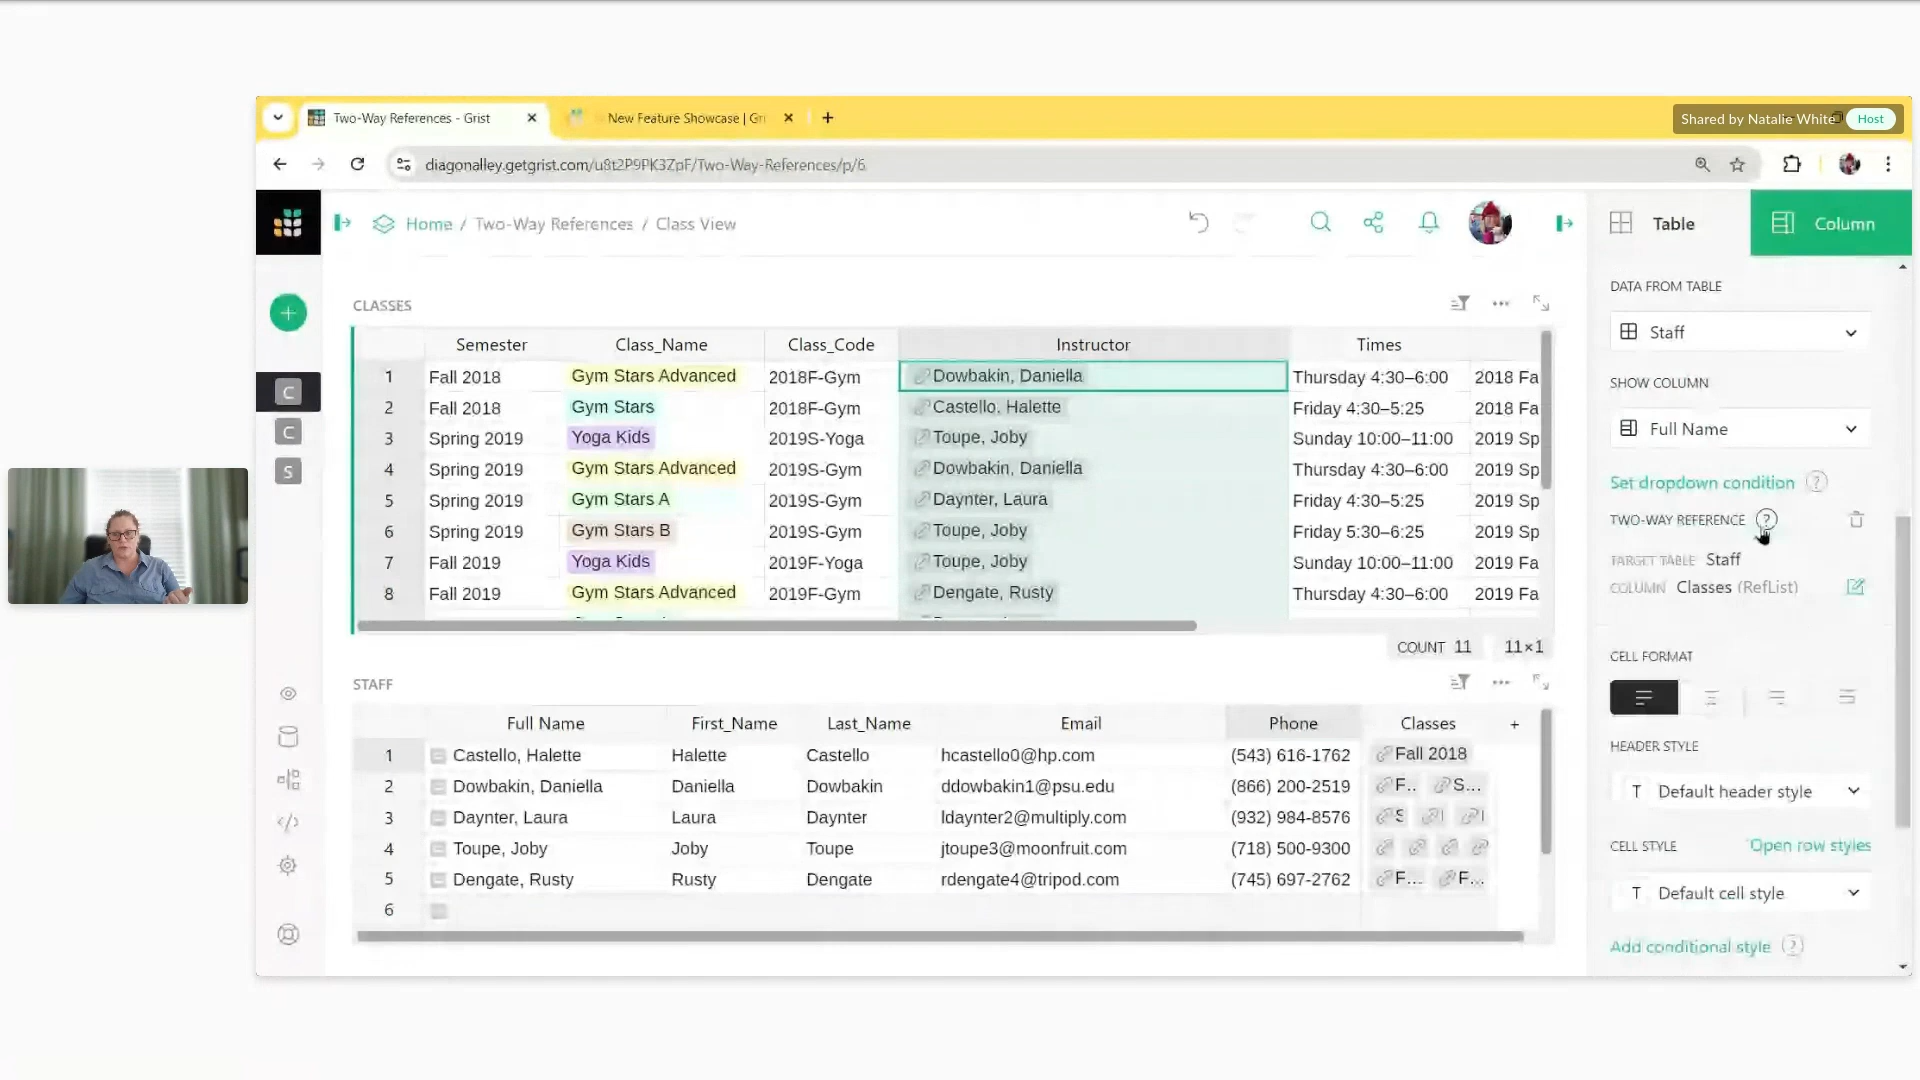 Two-Way References - Grist
New Feature Showcase | Gri
Shared by Natalie White Host
diagonalley.getgrist.com/u8t2P9PK3ZpF/Two-Way-References/p/6
Home / Two-Way References / Class View
Table
Column
CLASSES
Semester Class_Name Class_Code Instructor Times
1 Fall 2018 Gym Stars Advanced 2018F-Gym Dowbakin, Daniella Thursday 4:30–6:00 2018 Fa
2 Fall 2018 Gym Stars 2018F-Gym Castello, Halette Friday 4:30–5:25 2018 Fa
3 Spring 2019 Yoga Kids 2019S-Yoga Toupe, Joby Sunday 10:00–11:00 2019 Sp
4 Spring 2019 Gym Stars Advanced 2019S-Gym Dowbakin, Daniella Thursday 4:30–6:00 2019 Sp
5 Spring 2019 Gym Stars A 2019S-Gym Daynter, Laura Friday 4:30–5:25 2019 Sp
6 Spring 2019 Gym Stars B 2019S-Gym Toupe, Joby Friday 5:30–6:25 2019 Sp
7 Fall 2019 Yoga Kids 2019F-Yoga Toupe, Joby Sunday 10:00–11:00 2019 Fa
8 Fall 2019 Gym Stars Advanced 2019F-Gym Dengate, Rusty Thursday 4:30–6:00 2019 Fa
COUNT 11 11×1
C
C
S
STAFF
Full Name First_Name Last_Name Email Phone Classes +
1 Castello, Halette Halette Castello hcastello0@hp.com (543) 616-1762 Fall 2018
2 Dowbakin, Daniella Daniella Dowbakin ddowbakin1@psu.edu (866) 200-2519 F.. S...
3 Daynter, Laura Laura Daynter ldaynter2@multiply.com (932) 984-8576 S
4 Toupe, Joby Joby Toupe jtoupe3@moonfruit.com (718) 500-9300
5 Dengate, Rusty Rusty Dengate rdengate4@tripod.com (745) 697-2762 F... F...
6
DATA FROM TABLE
Staff
SHOW COLUMN
Full Name
Set dropdown condition ?
TWO-WAY REFERENCE ?
TARGET TABLE Staff
COLUMN Classes (RefList)
CELL FORMAT
HEADER STYLE
T Default header style
CELL STYLE Open row styles
T Default cell style
Add conditional style ?